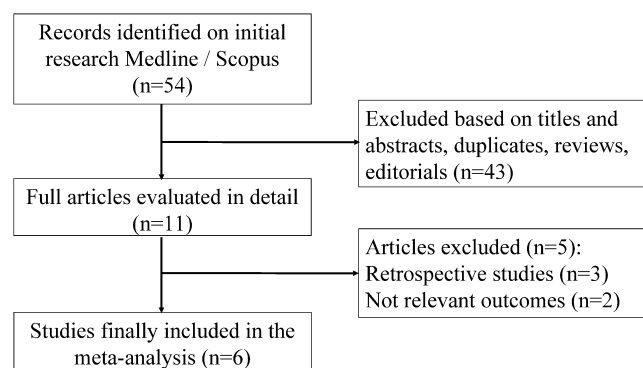 Records identified on initial
research Medline / Scopus
(n=54)
Excluded based on titles and
abstracts, duplicates, reviews,
editorials (n=43)
Full articles evaluated in detail
(n=11)
Articles excluded (n=5):
Retrospective studies (n=3)
Not relevant outcomes (n=2)
Studies finally included in the
meta-analysis (n=6)